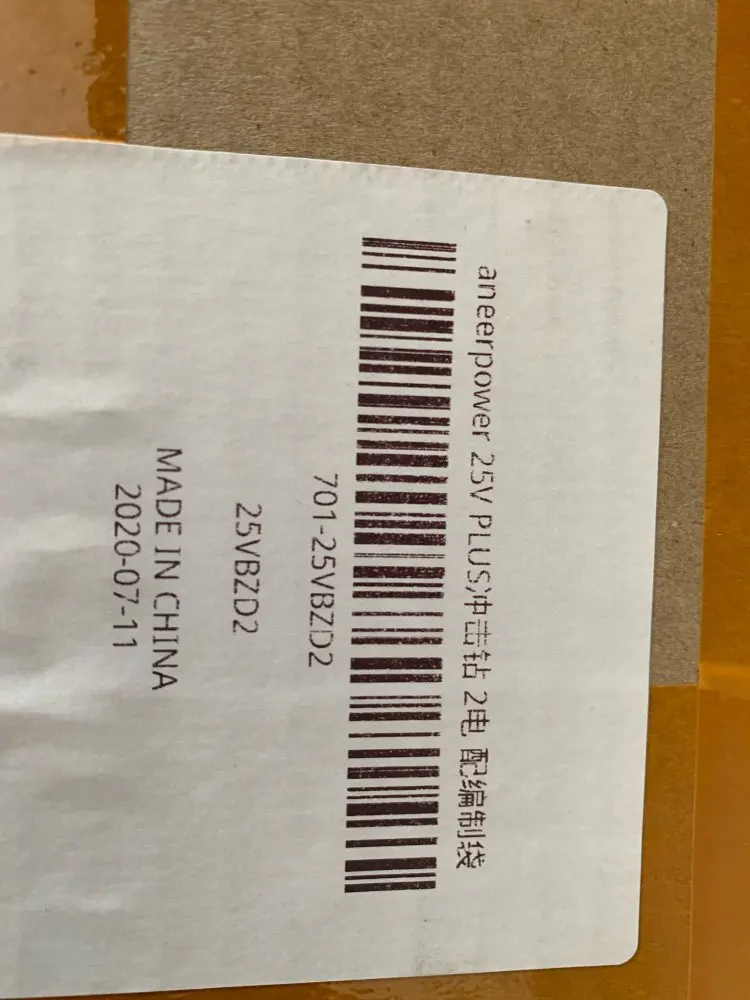 aneerpower 25V PLUS冲击钻 2电 配编制袋
701-25VBZD2
25VBZD2
MADE IN CHINA
2020-07-11